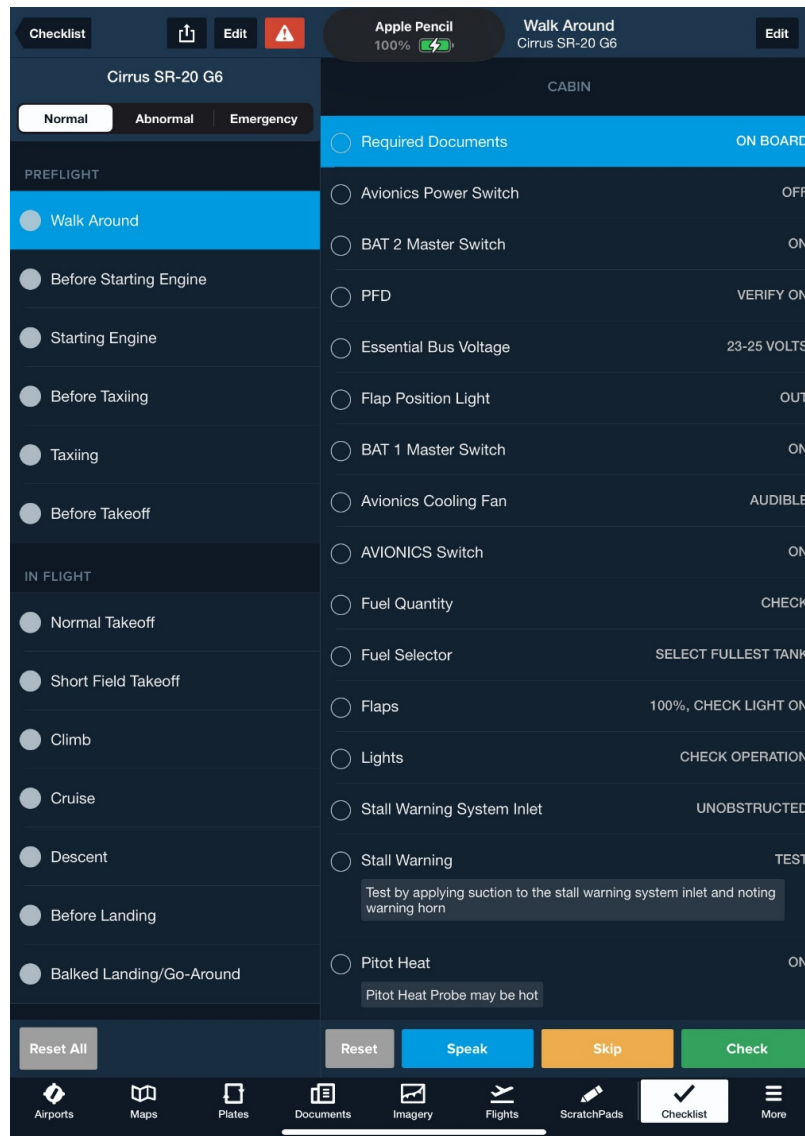 Checklist
Edit
Apple Pencil
100%
Walk Around
Cirrus SR-20 G6
Edit
Cirrus SR-20 G6
Normal
Abnormal
Emergency
PREFLIGHT
Walk Around
Before Starting Engine
Starting Engine
Before Taxiing
Taxiing
Before Takeoff
IN FLIGHT
Normal Takeoff
Short Field Takeoff
Climb
Cruise
Descent
Before Landing
Balked Landing/Go-Around
Reset All
CABIN
Required Documents ON BOARD
Avionics Power Switch OFF
BAT 2 Master Switch ON
PFD VERIFY ON
Essential Bus Voltage 23-25 VOLTS
Flap Position Light OUT
BAT 1 Master Switch ON
Avionics Cooling Fan AUDIBLE
AVIONICS Switch ON
Fuel Quantity CHECK
Fuel Selector SELECT FULLEST TANK
Flaps 100%, CHECK LIGHT ON
Lights CHECK OPERATION
Stall Warning System Inlet UNOBSTRUCTED
Stall Warning TEST
Test by applying suction to the stall warning system inlet and noting
warning horn
Pitot Heat ON
Pitot Heat Probe may be hot
Reset
Speak
Skip
Check
Airports
Maps
Plates
Documents
Imagery
Flights
ScratchPads
Checklist
More